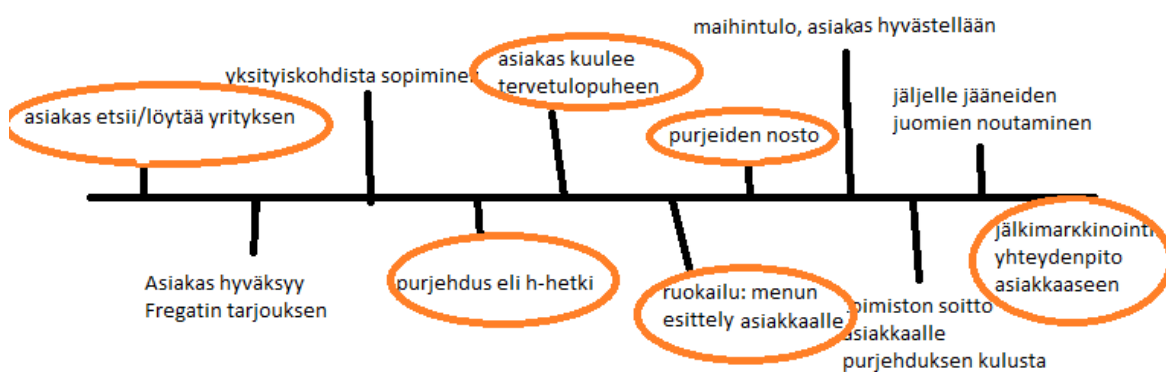 asiakas etsii/löytää yrityksen
Asiakas hyväksyy
Fregatin tarjouksen
yksityiskohdista sopiminen
purjehdus eli h-hetki
asiakas kuulee
tervetulopuheen
ruokailu: menun
esittely asiakkaalle
purjeiden nosto
maihintulo, asiakas hyvästellään
toimiston soitto
asiakkaalle
purjehduksen kulusta
jäljelle jääneiden
juomien noutaminen
jälkimarkkinointi
yhteydenpito
asiakkaaseen